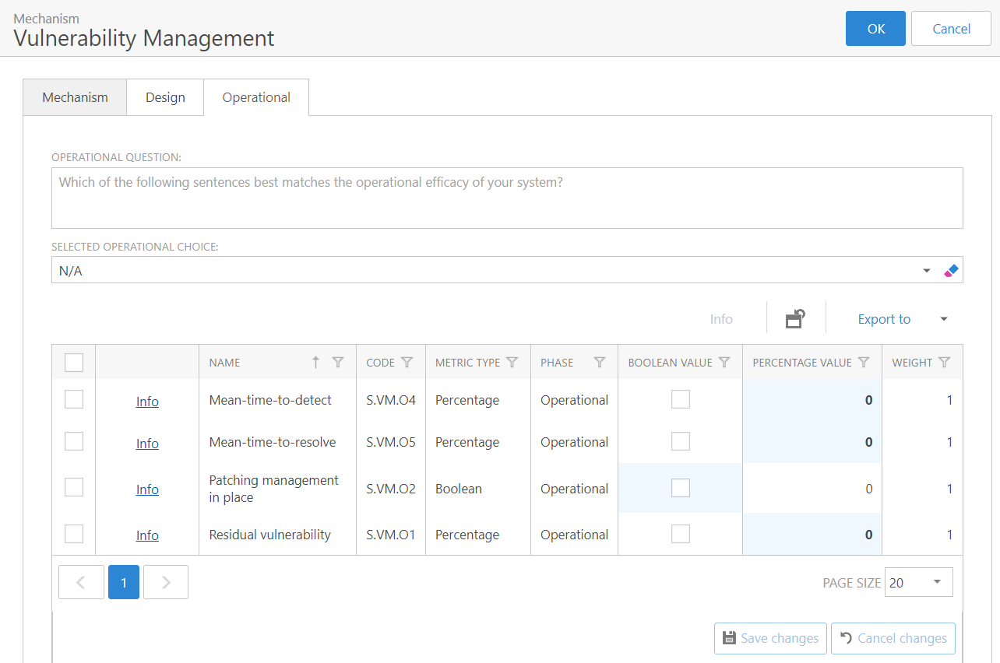 Mechanism
Vulnerability Management
OK
Cancel
Mechanism
Design
Operational
OPERATIONAL QUESTION:
Which of the following sentences best matches the operational efficacy of your system?
SELECTED OPERATIONAL CHOICE:
N/A
Info
Export to
NAME CODE METRIC TYPE PHASE BOOLEAN VALUE PERCENTAGE VALUE WEIGHT
Info Mean-time-to-detect S.VM.O4 Percentage Operational 0 1
Info Mean-time-to-resolve S.VM.O5 Percentage Operational 0 1
Info Patching management in place S.VM.O2 Boolean Operational 0 1
Info Residual vulnerability S.VM.O1 Percentage Operational 0 1
1
PAGE SIZE 20
Save changes
Cancel changes